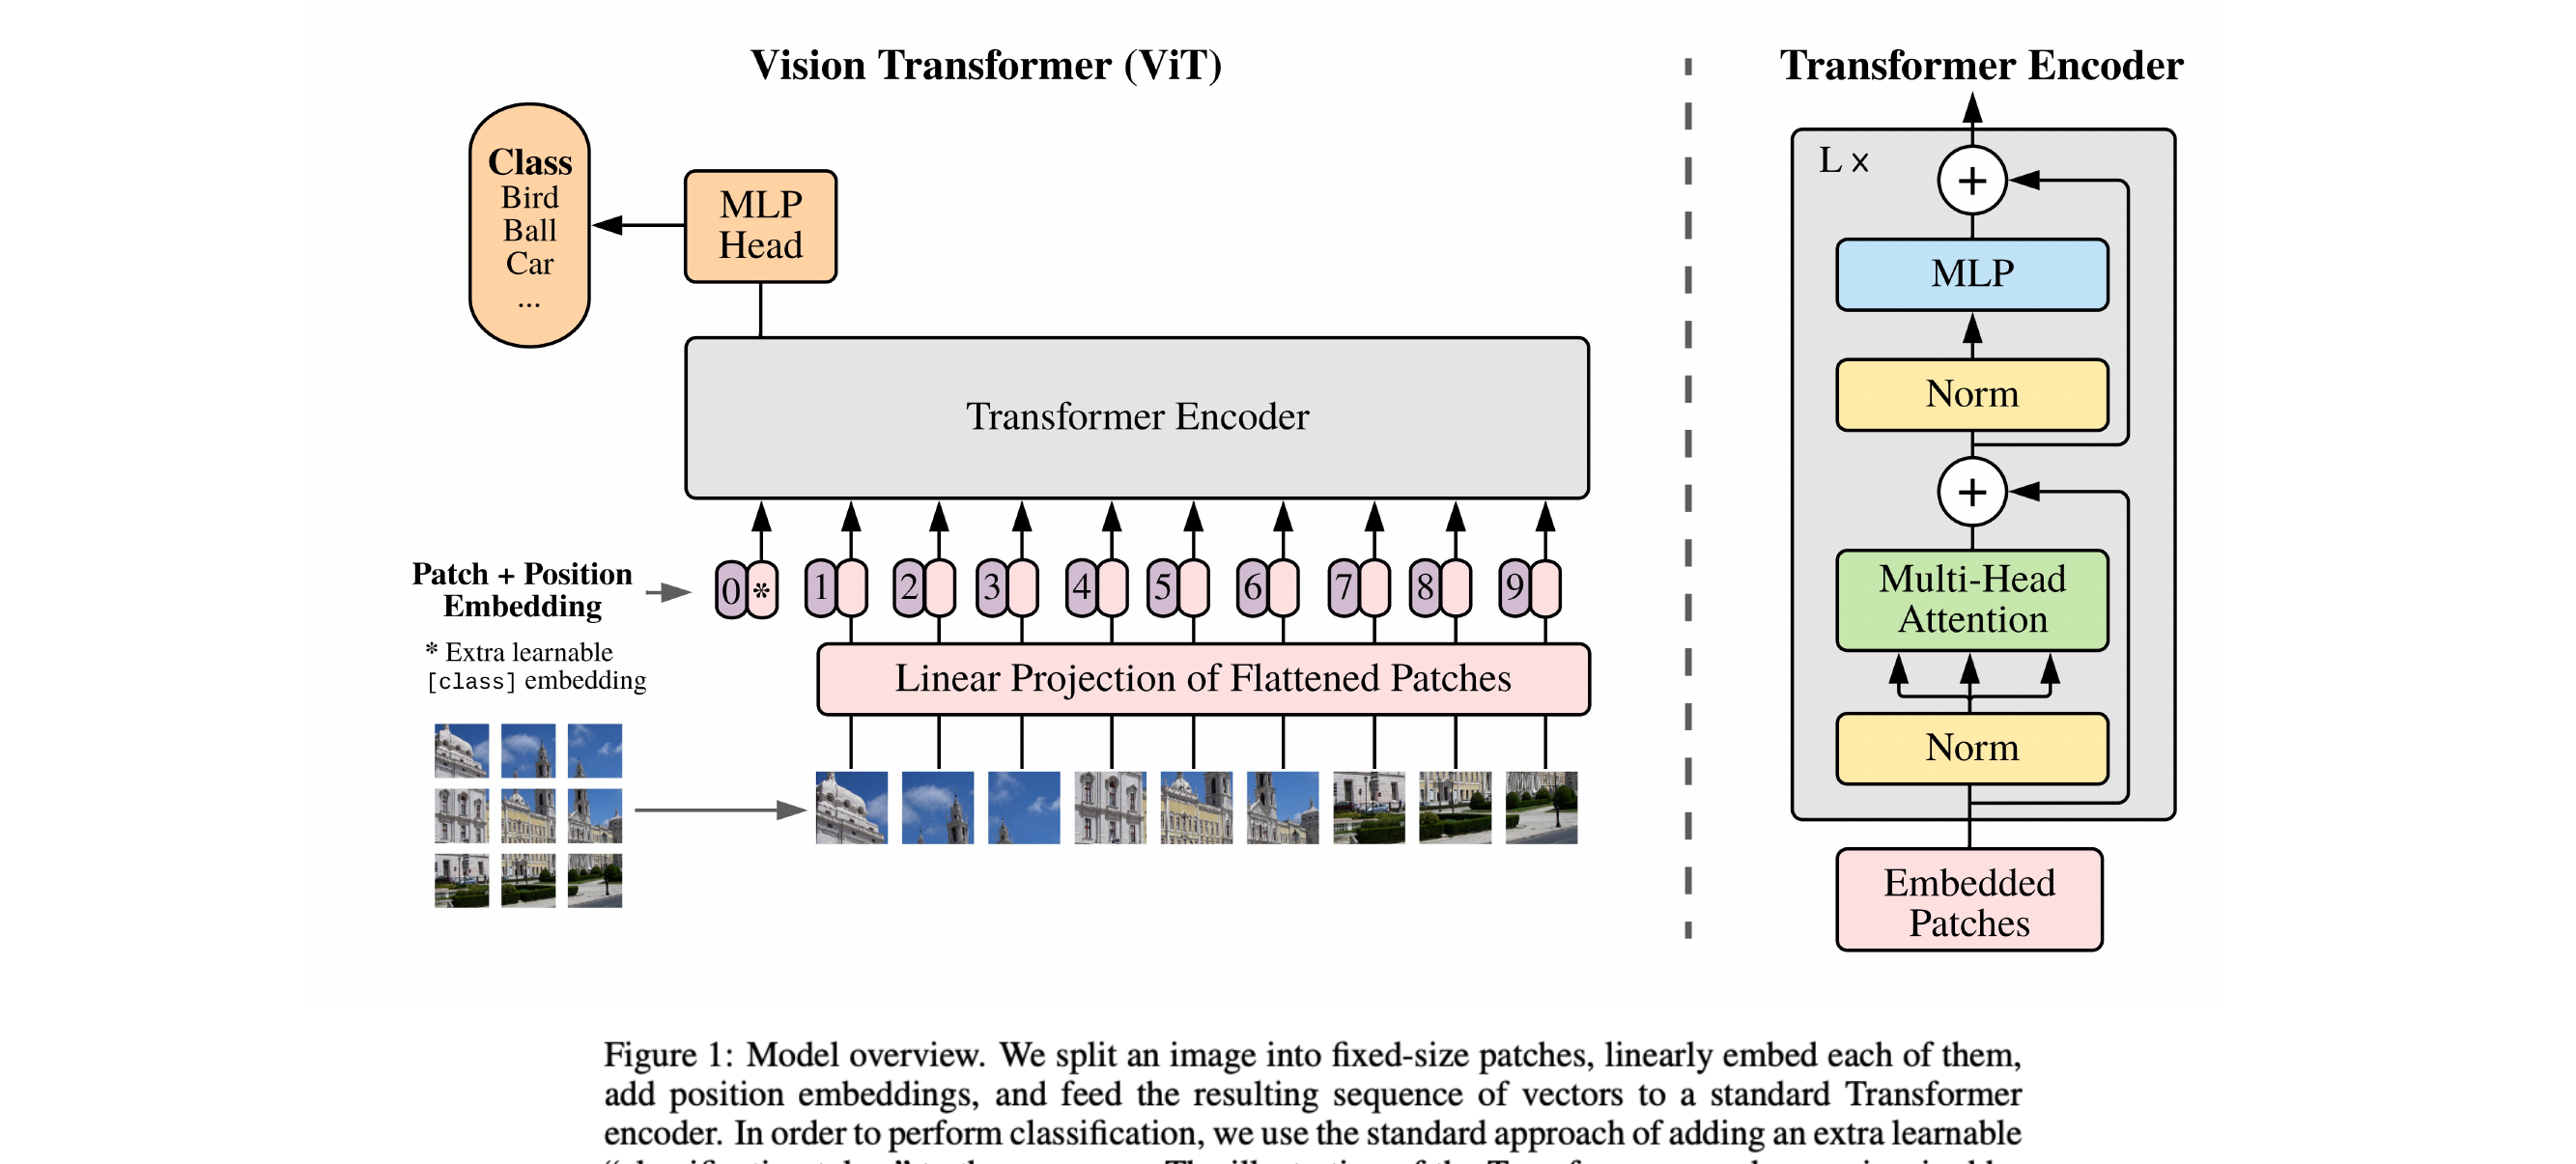 Vision Transformer (ViT)
Class
Bird
Ball
Car
...
MLP
Head
Transformer Encoder
Patch + Position
Embedding
0 * 1 2 3 4 5 6 7 8 9
* Extra learnable
[class] embedding
Linear Projection of Flattened Patches
Transformer Encoder
L ×
+
MLP
Norm
+
Multi-Head
Attention
Norm
Embedded
Patches
Figure 1: Model overview. We split an image into fixed-size patches, linearly embed each of them,
add position embeddings, and feed the resulting sequence of vectors to a standard Transformer
encoder. In order to perform classification, we use the standard approach of adding an extra learnable